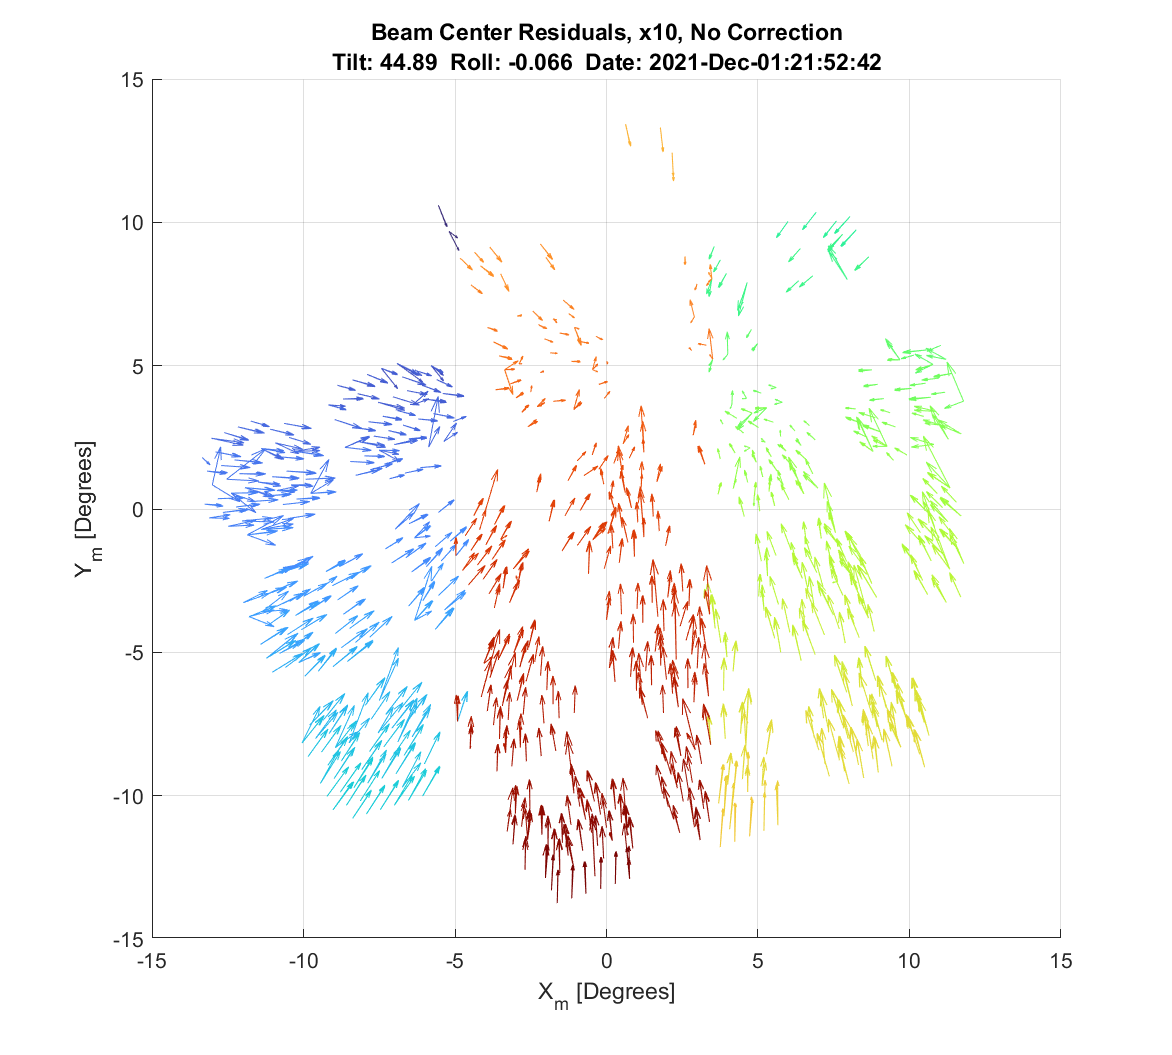 Beam Center Residuals, x10, No Correction
Tilt: 44.89 Roll: -0.066 Date: 2021-Dec-01:21:52:42
15
10
5
0
-5
-10
-15
Y_m [Degrees]
-15 -10 -5 0 5 10 15
X_m [Degrees]